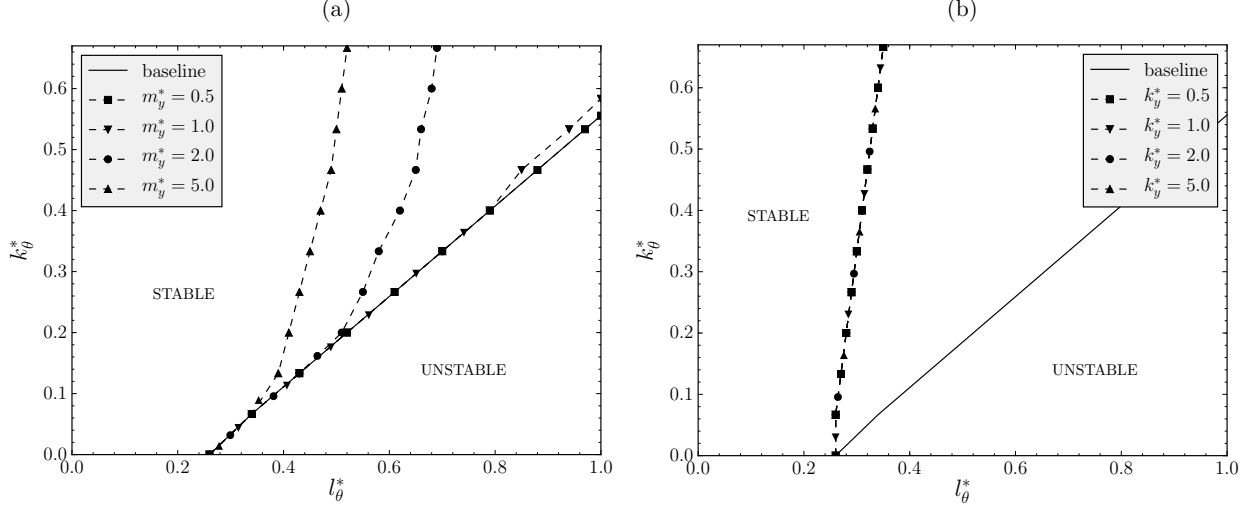 (a)
baseline
m*y = 0.5
m*y = 1.0
m*y = 2.0
m*y = 5.0
STABLE
UNSTABLE
k*θ
0.6
0.5
0.4
0.3
0.2
0.1
0.0
0.0 0.2 0.4 0.6 0.8 1.0
l*θ
(b)
baseline
k*y = 0.5
k*y = 1.0
k*y = 2.0
k*y = 5.0
STABLE
UNSTABLE
k*θ
0.6
0.5
0.4
0.3
0.2
0.1
0.0
0.0 0.2 0.4 0.6 0.8 1.0
l*θ